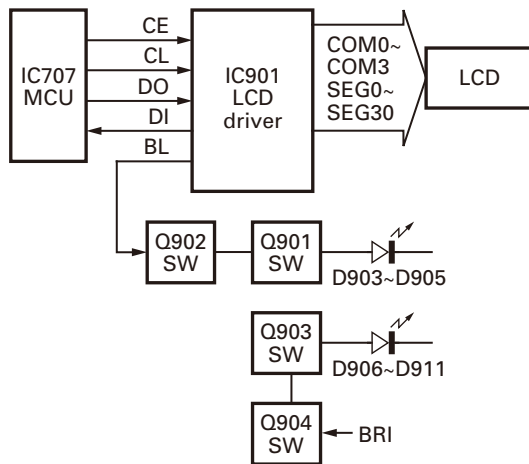 IC707
MCU
CE
CL
DO
DI
BL
IC901
LCD
driver
COM0~
COM3
SEG0~
SEG30
LCD
Q902
SW
Q901
SW
D903~D905
Q903
SW
D906~D911
Q904
SW
BRI